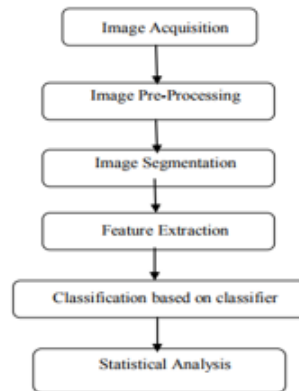 Image Acquisition
Image Pre-Processing
Image Segmentation
Feature Extraction
Classification based on classifier
Statistical Analysis